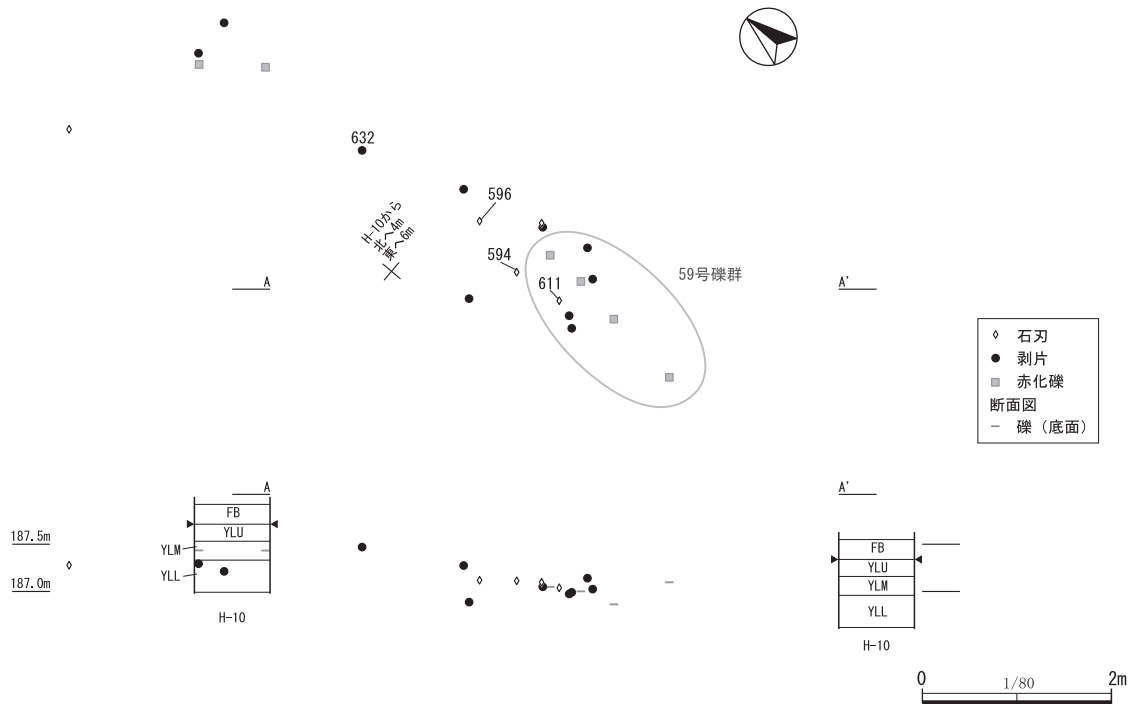 632
596
H-10から
北へ4m
東へ6m
594
611
59号礫群
A
A'
石刃
剥片
赤化礫
断面図
礫（底面）
A
A'
FB
YLU
YLM
YLL
187.5m
187.0m
H-10
FB
YLU
YLM
YLL
H-10
0
1/80
2m